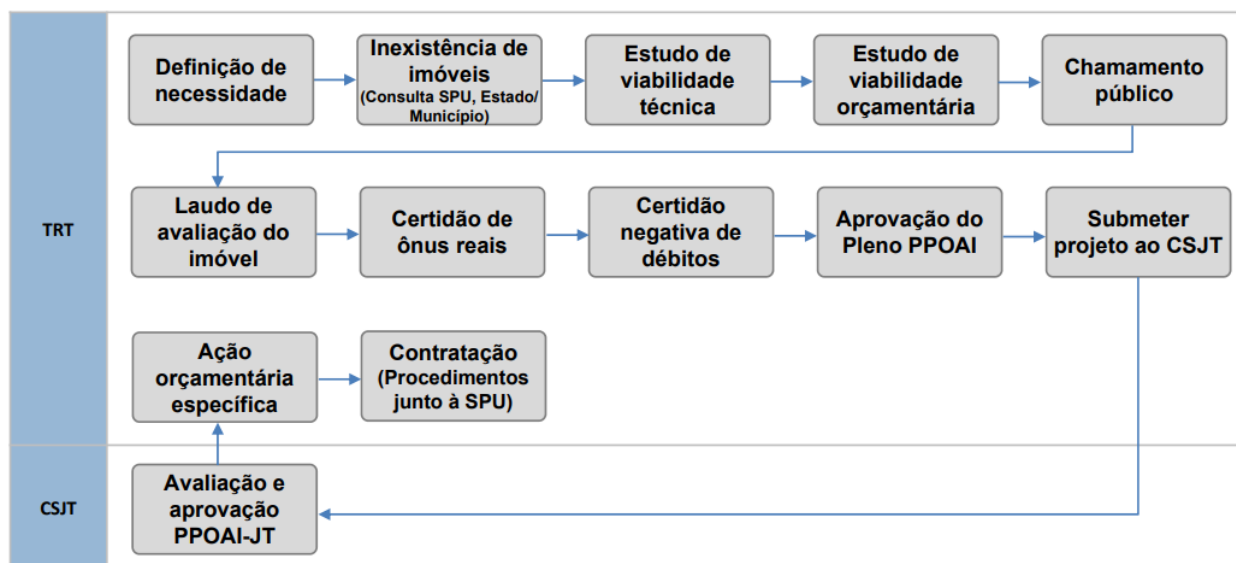 TRT
Definição de
necessidade
Inexistência de
imóveis
(Consulta SPU, Estado/
Município)
Estudo de
viabilidade
técnica
Estudo de
viabilidade
orçamentária
Chamamento
público
Laudo de
avaliação do
imóvel
Certidão de
ônus reais
Certidão
negativa de
débitos
Aprovação do
Pleno PPOAI
Submeter
projeto ao CSJT
Ação
orçamentária
específica
Contratação
(Procedimentos
junto à SPU)
CSJT
Avaliação e
aprovação
PPOAI-JT